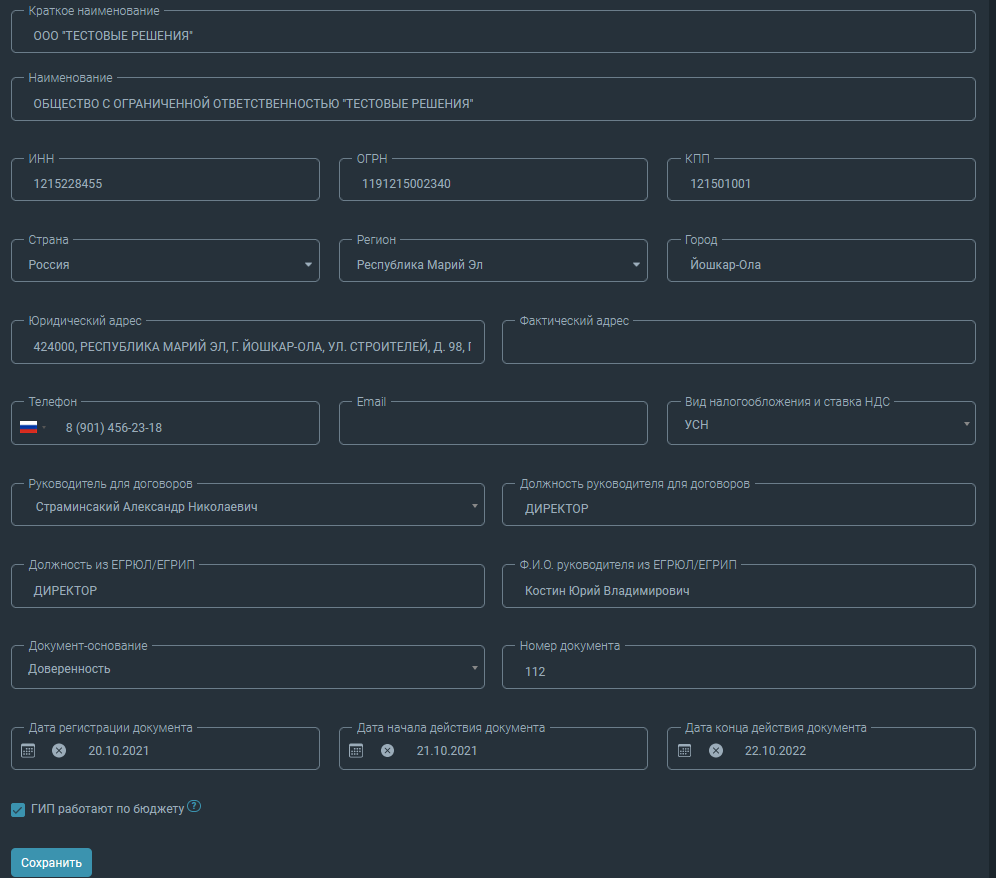 Краткое наименование
ООО "ТЕСТОВЫЕ РЕШЕНИЯ"
Наименование
ОБЩЕСТВО С ОГРАНИЧЕННОЙ ОТВЕТСТВЕННОСТЬЮ "ТЕСТОВЫЕ РЕШЕНИЯ"
ИНН ОГРН КПП
1215228455 1191215002340 121501001
Страна Регион Город
Россия Республика Марий Эл Йошкар-Ола
Юридический адрес Фактический адрес
424000, РЕСПУБЛИКА МАРИЙ ЭЛ, Г. ЙОШКАР-ОЛА, УЛ. СТРОИТЕЛЕЙ, Д. 98,
Телефон Email Вид налогообложения и ставка НДС
8 (901) 456-23-18 УСН
Руководитель для договоров Должность руководителя для договоров
Страминсакий Александр Николаевич ДИРЕКТОР
Должность из ЕГРЮЛ/ЕГРИП Ф.И.О. руководителя из ЕГРЮЛ/ЕГРИП
ДИРЕКТОР Костин Юрий Владимирович
Документ-основание Номер документа
Доверенность 112
Дата регистрации документа Дата начала действия документа Дата конца действия документа
20.10.2021 21.10.2021 22.10.2022
ГИП работают по бюджету ?
Сохранить